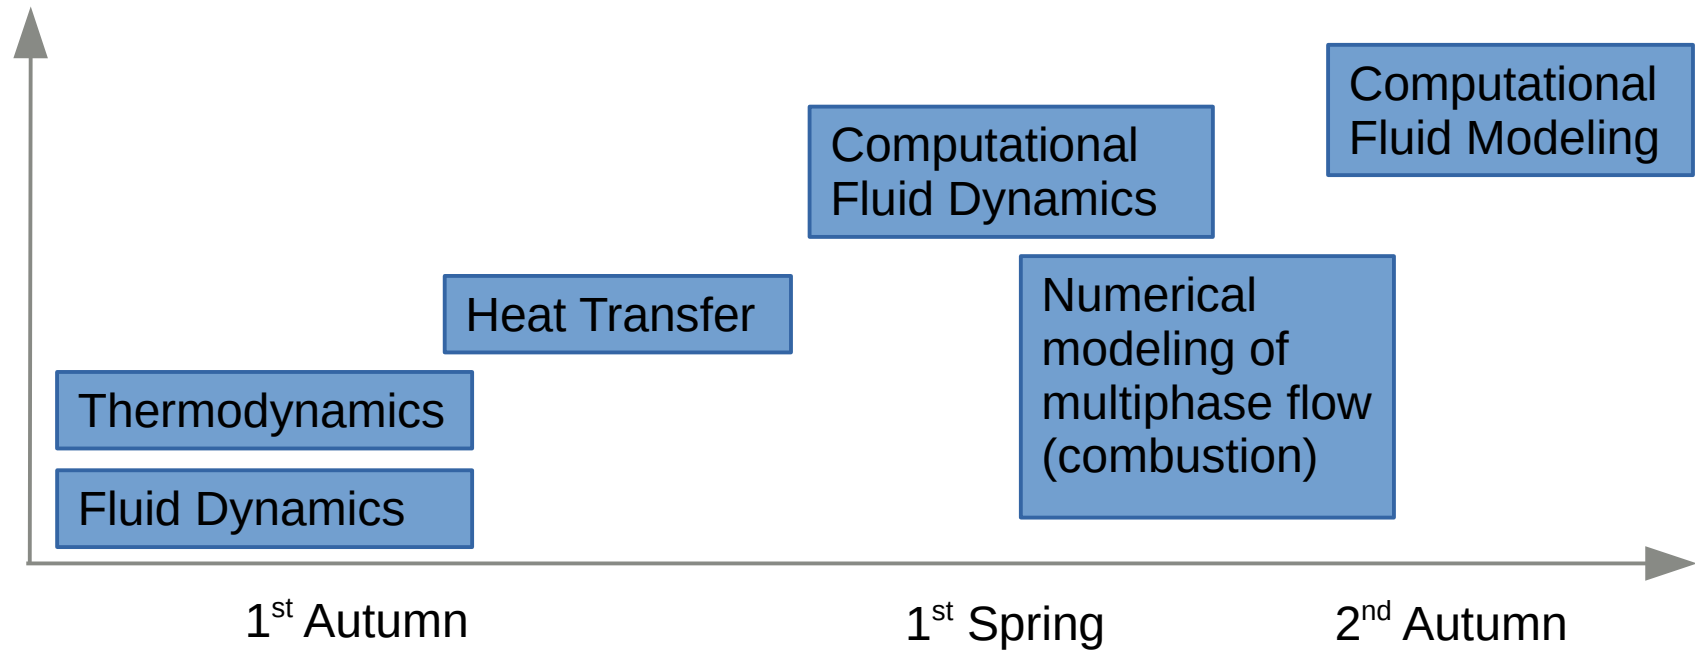 Computational
Fluid Modeling
Computational
Fluid Dynamics
Numerical
modeling of
multiphase flow
(combustion)
Heat Transfer
Thermodynamics
Fluid Dynamics
1st Autumn
1st Spring
2nd Autumn